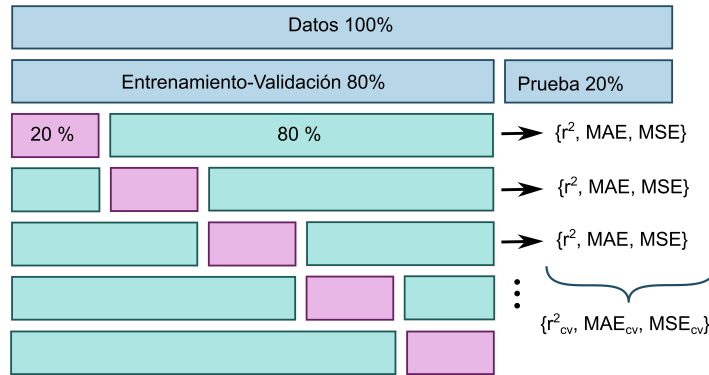 Datos 100%
Entrenamiento-Validación 80%
Prueba 20%
20 %
80 %
{r², MAE, MSE}
{r², MAE, MSE}
{r², MAE, MSE}
{r²cv, MAEcv, MSEcv}